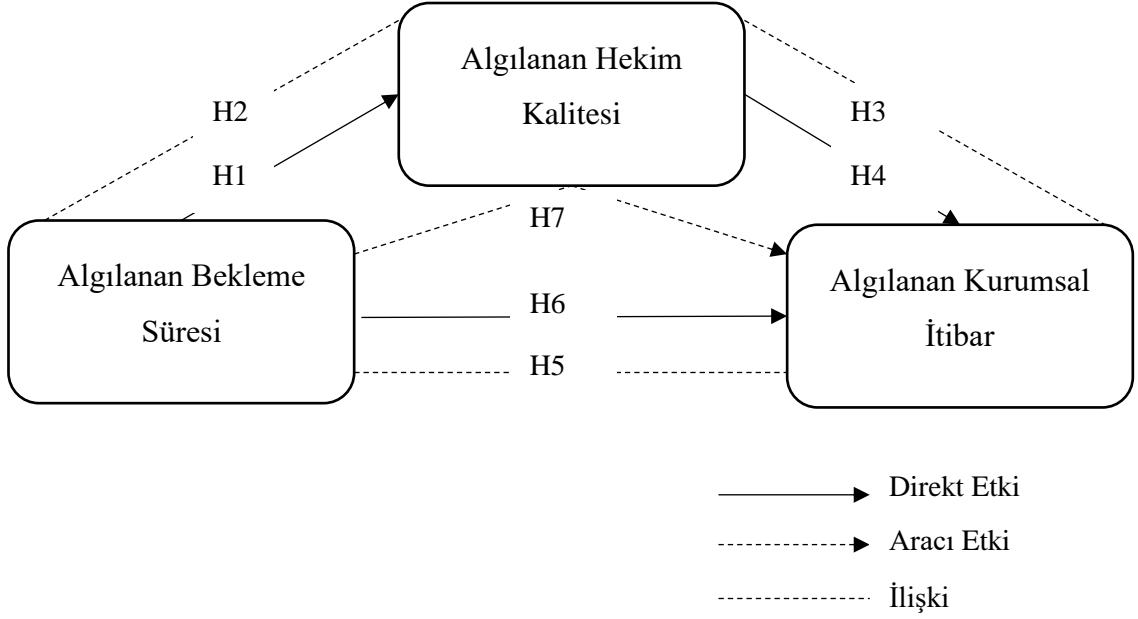 Algılanan Hekim
Kalitesi
H2
H3
H1
H4
H7
Algılanan Bekleme
Süresi
Algılanan Kurumsal
İtibar
H6
H5
Direkt Etki
Aracı Etki
İlişki